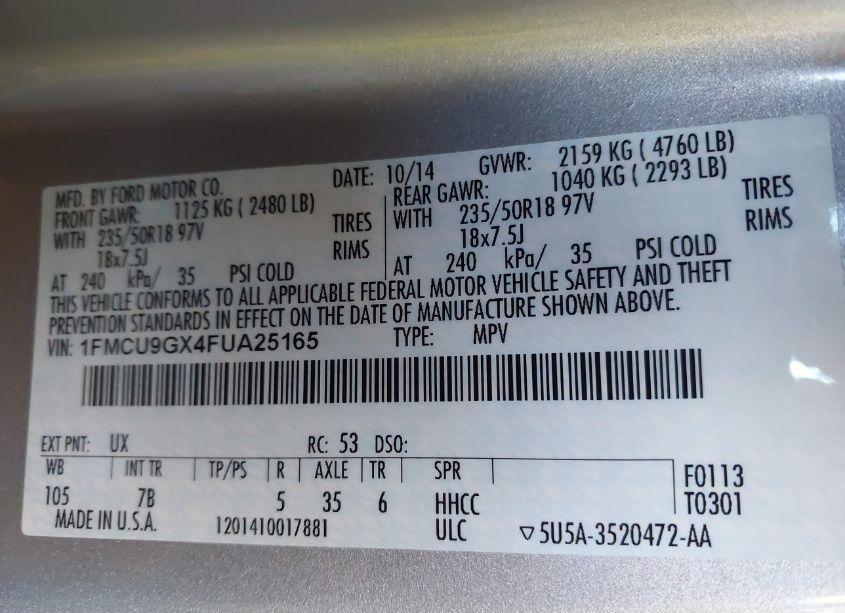 MFD. BY FORD MOTOR CO.
DATE: 10/14 GVWR: 2159 KG ( 4760 LB)
FRONT GAWR: 1125 KG ( 2480 LB)
WITH 235/50R18 97V TIRES
18x7.5J RIMS
AT 240 kPa/ 35 PSI COLD
REAR GAWR: 1040 KG ( 2293 LB)
WITH 235/50R18 97V TIRES
18x7.5J RIMS
AT 240 kPa/ 35 PSI COLD
THIS VEHICLE CONFORMS TO ALL APPLICABLE FEDERAL MOTOR VEHICLE SAFETY AND THEFT
PREVENTION STANDARDS IN EFFECT ON THE DATE OF MANUFACTURE SHOWN ABOVE.
VIN: 1FMCU9GX4FUA25165 TYPE: MPV
EXT PNT: UX RC: 53 DSO:
WB INT TR TP/PS R AXLE TR SPR
105 7B 5 35 6 HHCC
F0113
T0301
MADE IN U.S.A. 1201410017881 ULC ▽5U5A-3520472-AA